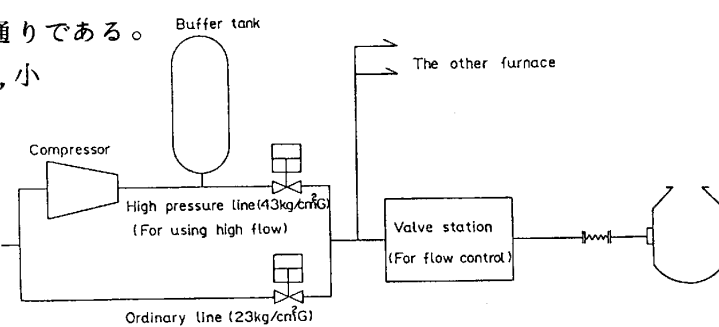 通りである。
，小
Buffer tank
The other furnace
Compressor
High pressure line(43kg/cm²G)
(For using high flow)
Valve station
(For flow control)
Ordinary line (23kg/cm²G)